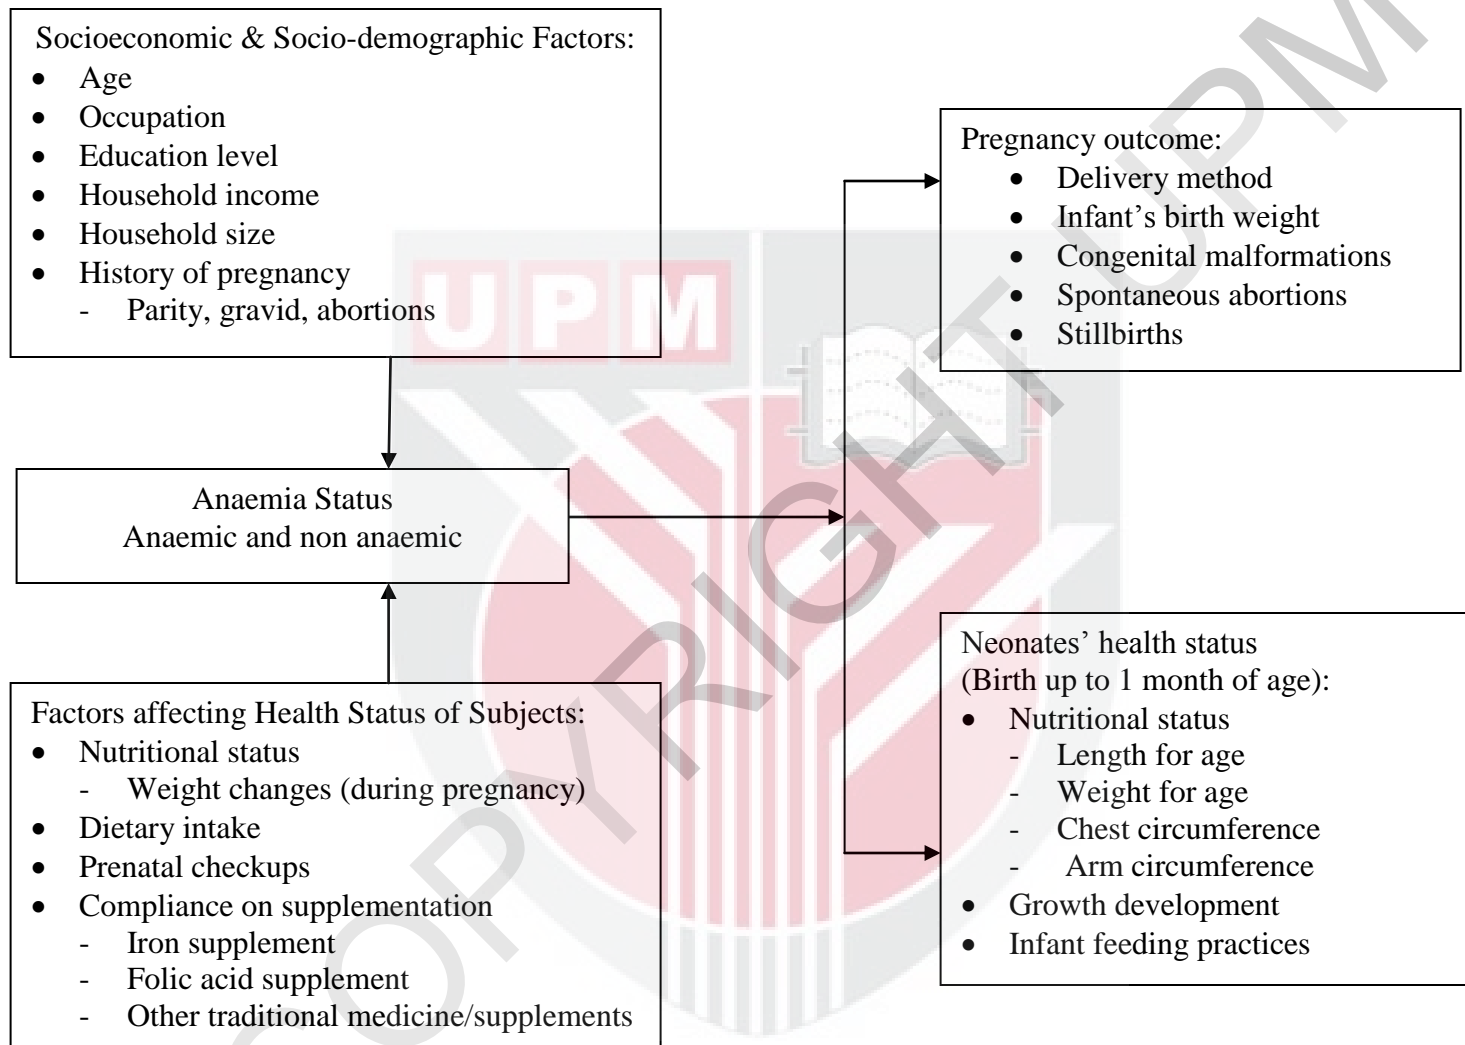 Socioeconomic & Socio-demographic Factors:
• Age
• Occupation
• Education level
• Household income
• Household size
• History of pregnancy
- Parity, gravid, abortions
Anaemia Status
Anaemic and non anaemic
Factors affecting Health Status of Subjects:
• Nutritional status
- Weight changes (during pregnancy)
• Dietary intake
• Prenatal checkups
• Compliance on supplementation
- Iron supplement
- Folic acid supplement
- Other traditional medicine/supplements
Pregnancy outcome:
• Delivery method
• Infant’s birth weight
• Congenital malformations
• Spontaneous abortions
• Stillbirths
Neonates’ health status
(Birth up to 1 month of age):
• Nutritional status
- Length for age
- Weight for age
- Chest circumference
- Arm circumference
• Growth development
• Infant feeding practices
UPM
COPYRIGHT UPM